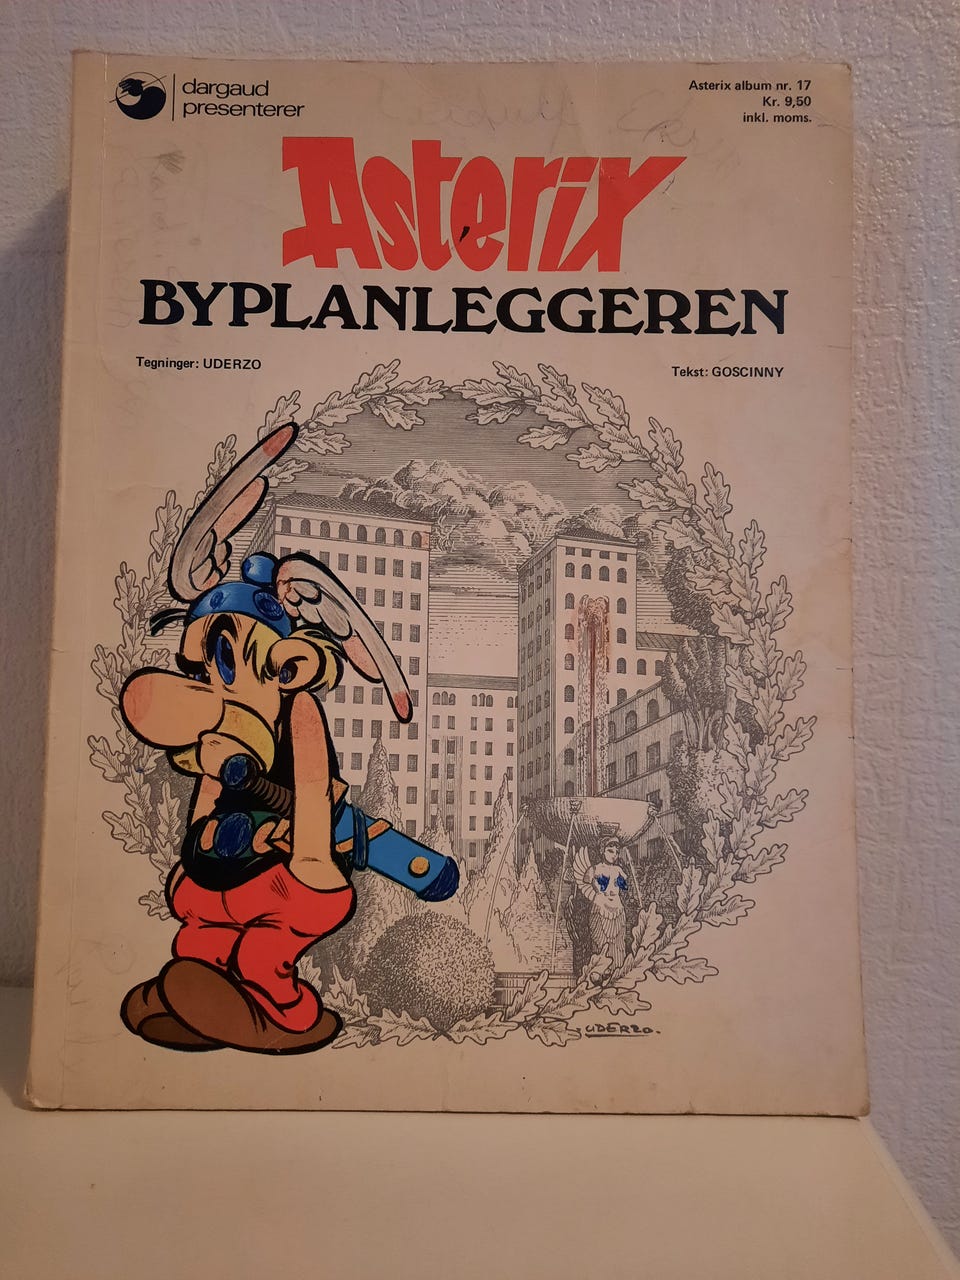 dargaud
presenterer
Asterix album nr. 17
Kr. 9,50
inkl. moms.
Asterix
BYPLANLEGGEREN
Tegninger: UDERZO
Tekst: GOSCINNY
UDERZO.